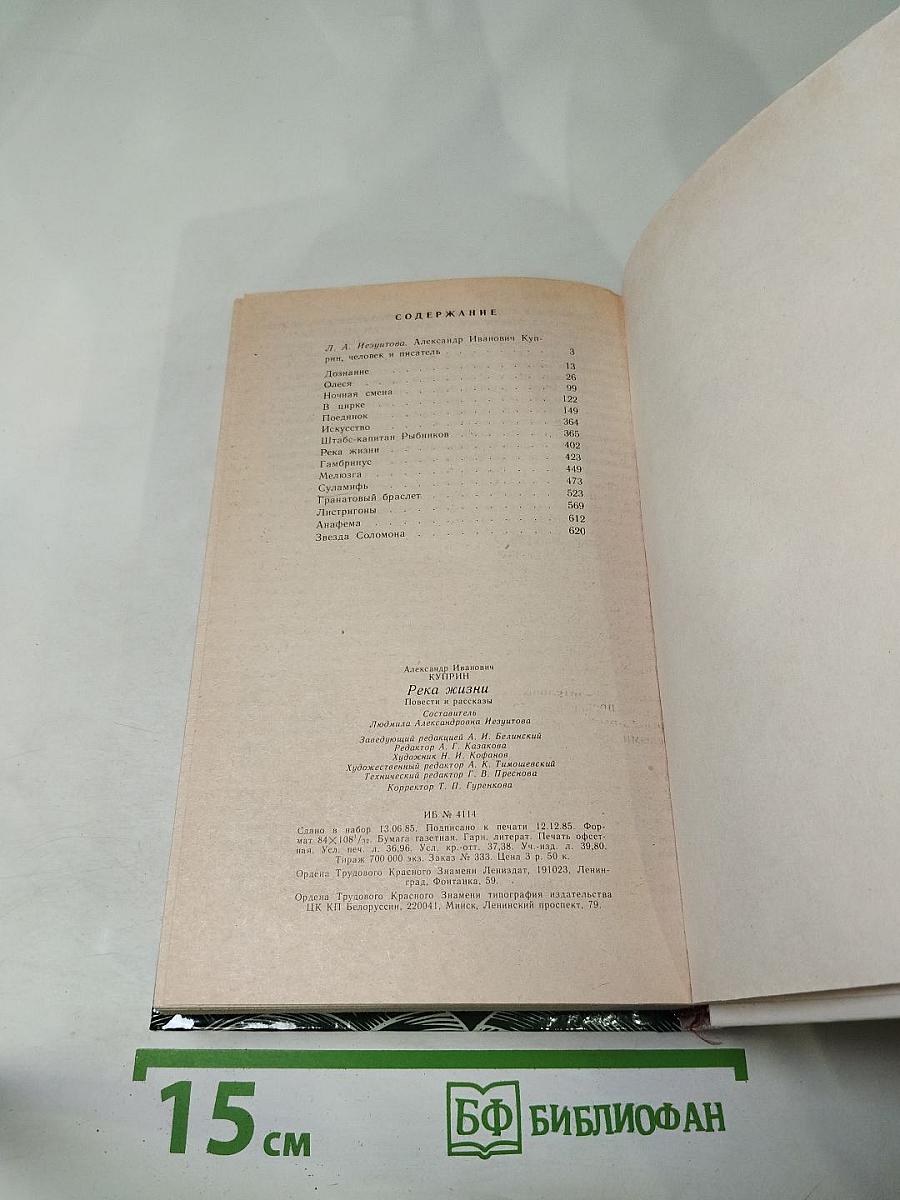 СОДЕРЖАНИЕ
Л. А. Иезуитова. Александр Иванович Куп-
рин, человек и писатель . . . . . . . . 3
Дознание . . . . . . . . . . . . 13
Олеся . . . . . . . . . . . . 26
Ночная смена . . . . . . . . . . . 99
В цирке . . . . . . . . . . . . 122
Поединок . . . . . . . . . . . . 149
Искусство . . . . . . . . . . . . 364
Штабс-капитан Рыбников . . . . . . . 365
Река жизни . . . . . . . . . . . 402
Гамбринус . . . . . . . . . . . 423
Мелюзга . . . . . . . . . . . . 449
Суламифь . . . . . . . . . . . 473
Гранатовый браслет . . . . . . . . . 523
Листригоны . . . . . . . . . . . 569
Анафема . . . . . . . . . . . . 612
Звезда Соломона . . . . . . . . . . 620
Александр Иванович
КУПРИН
Река жизни
Повести и рассказы
Составитель
Людмила Александровна Иезуитова
Заведующий редакцией А. И. Белинский
Редактор А. Г. Казакова
Художник Н. И. Кофанов
Художественный редактор А. К. Тимошевский
Технический редактор Г. В. Преснова
Корректор Т. П. Гуренкова
ИБ № 4114
Сдано в набор 13.06.85. Подписано к печати 12.12.85. Фор-
мат 84×108¹/₃₂. Бумага газетная. Гарн. литерат. Печать офсет-
ная. Усл. печ. л. 36,96. Усл. кр.-отт. 37,38. Уч.-изд. л. 39,80.
Тираж 700 000 экз. Заказ № 333. Цена 3 р. 50 к.
Ордена Трудового Красного Знамени Лениздат, 191023, Ленин-
град, Фонтанка, 59.
Ордена Трудового Красного Знамени типография издательства
ЦК КП Белоруссии, 220041, Минск, Ленинский проспект, 79.
15 см
БФ БИБЛИОФАН